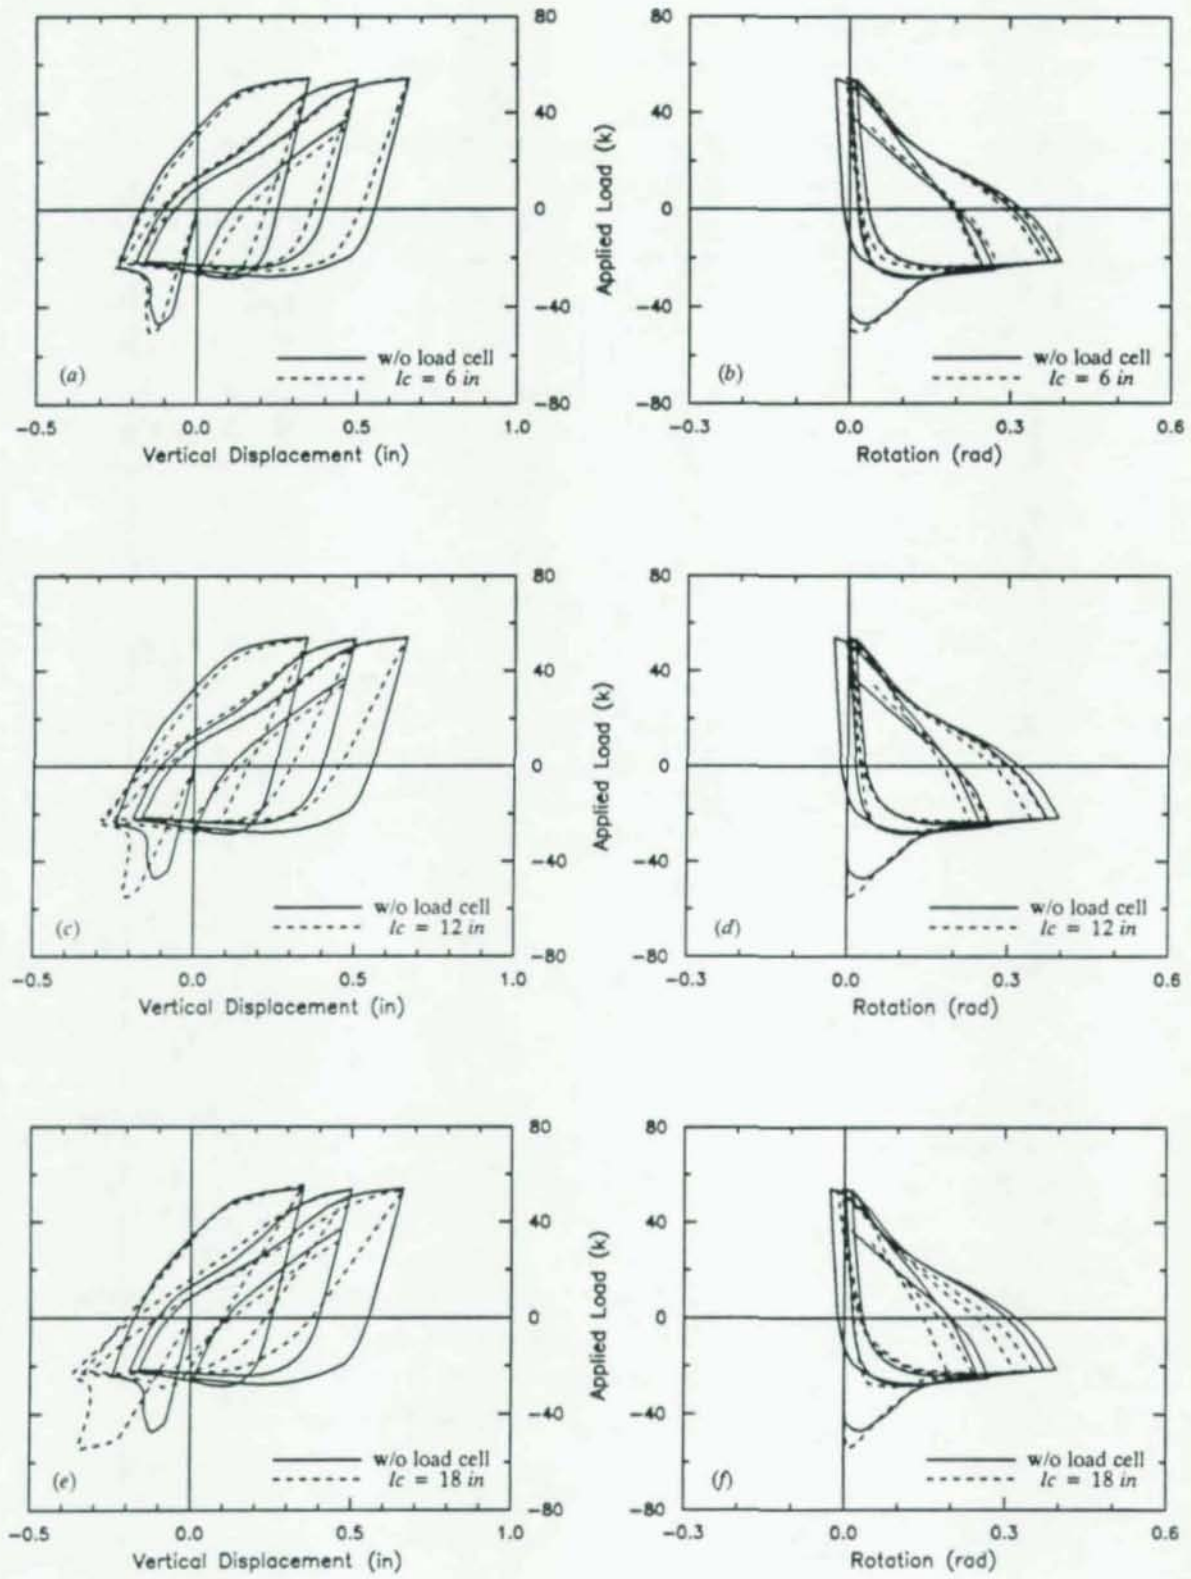 80
40
0
-40
-80
Applied Load (k)
w/o load cell
lc = 6 in
(a)
-0.5
0.0
0.5
1.0
Vertical Displacement (in)
80
40
0
-40
-80
w/o load cell
lc = 6 in
(b)
-0.3
0.0
0.3
0.6
Rotation (rad)
80
40
0
-40
-80
Applied Load (k)
w/o load cell
lc = 12 in
(c)
-0.5
0.0
0.5
1.0
Vertical Displacement (in)
80
40
0
-40
-80
w/o load cell
lc = 12 in
(d)
-0.3
0.0
0.3
0.6
Rotation (rad)
80
40
0
-40
-80
Applied Load (k)
w/o load cell
lc = 18 in
(e)
-0.5
0.0
0.5
1.0
Vertical Displacement (in)
80
40
0
-40
-80
w/o load cell
lc = 18 in
(f)
-0.3
0.0
0.3
0.6
Rotation (rad)